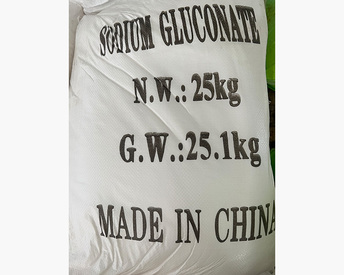 SODIUM GLUCONATE
N.W.: 25kg
G.W.:25.1kg
MADE IN CHINA